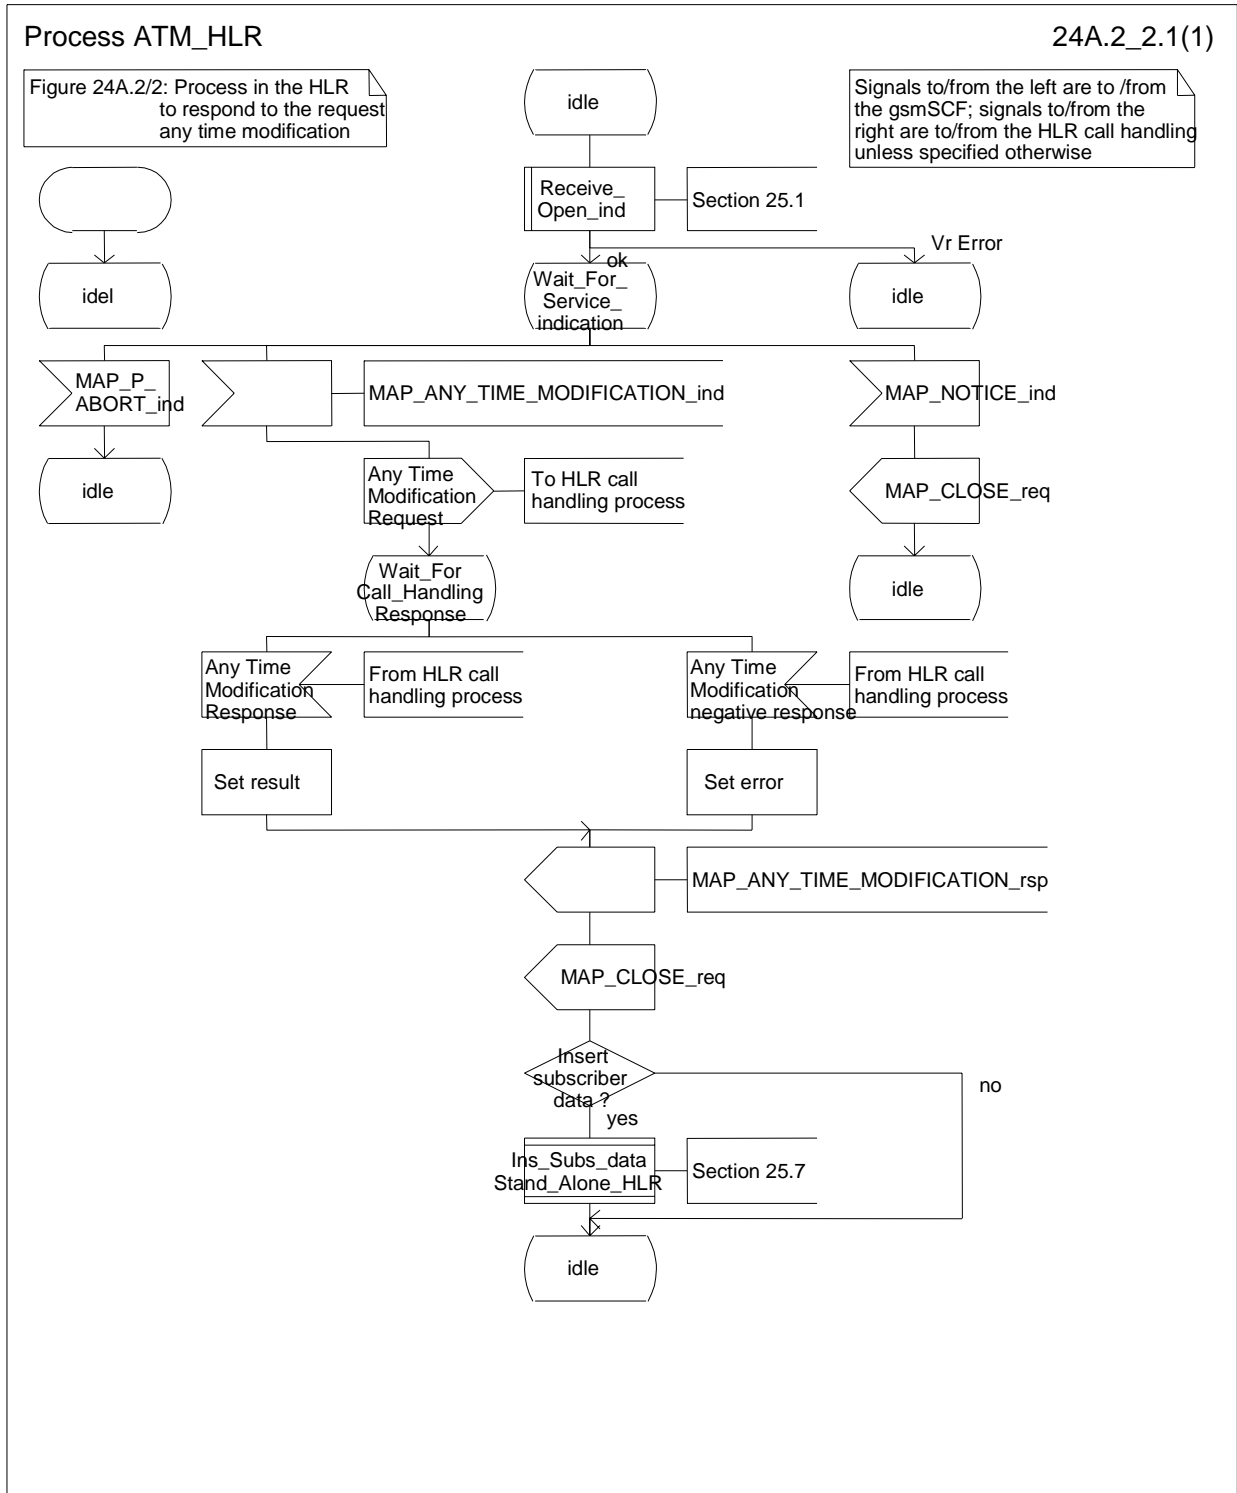 Process ATM_HLR
24A.2_2.1(1)
Figure 24A.2/2: Process in the HLR
to respond to the request
any time modification
idle
Signals to/from the left are to /from
the gsmSCF; signals to/from the
right are to/from the HLR call handling
unless specified otherwise
Receive_
Open_ind
Section 25.1
Vr Error
ok
idel
Wait_For_
Service_
indication
idle
MAP_P_
ABORT_ind
MAP_ANY_TIME_MODIFICATION_ind
MAP_NOTICE_ind
idle
Any Time
Modification
Request
To HLR call
handling process
MAP_CLOSE_req
Wait_For
Call_Handling
Response
idle
Any Time
Modification
Response
From HLR call
handling process
Any Time
Modification
negative response
From HLR call
handling process
Set result
Set error
MAP_ANY_TIME_MODIFICATION_rsp
MAP_CLOSE_req
Insert
subscriber
data ?
no
yes
Ins_Subs_data
Stand_Alone_HLR
Section 25.7
idle